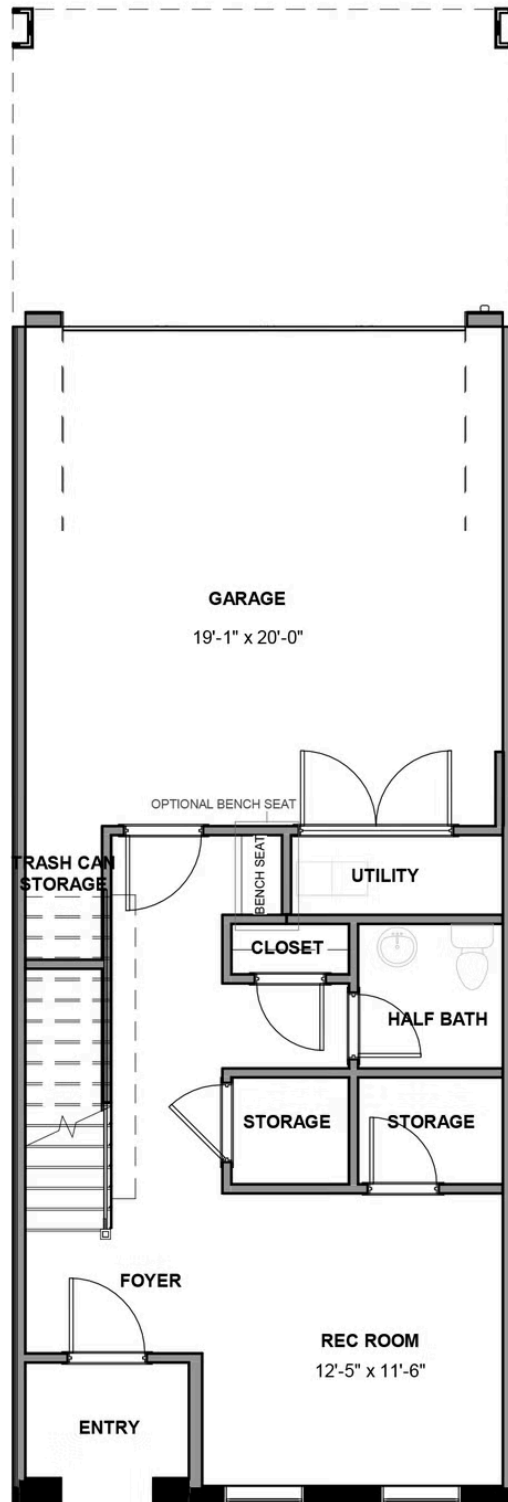 GARAGE
19'-1" x 20'-0"
OPTIONAL BENCH SEAT
TRASH CAN
STORAGE
BENCH SEAT
UTILITY
CLOSET
HALF BATH
STORAGE
STORAGE
FOYER
REC ROOM
12'-5" x 11'-6"
ENTRY